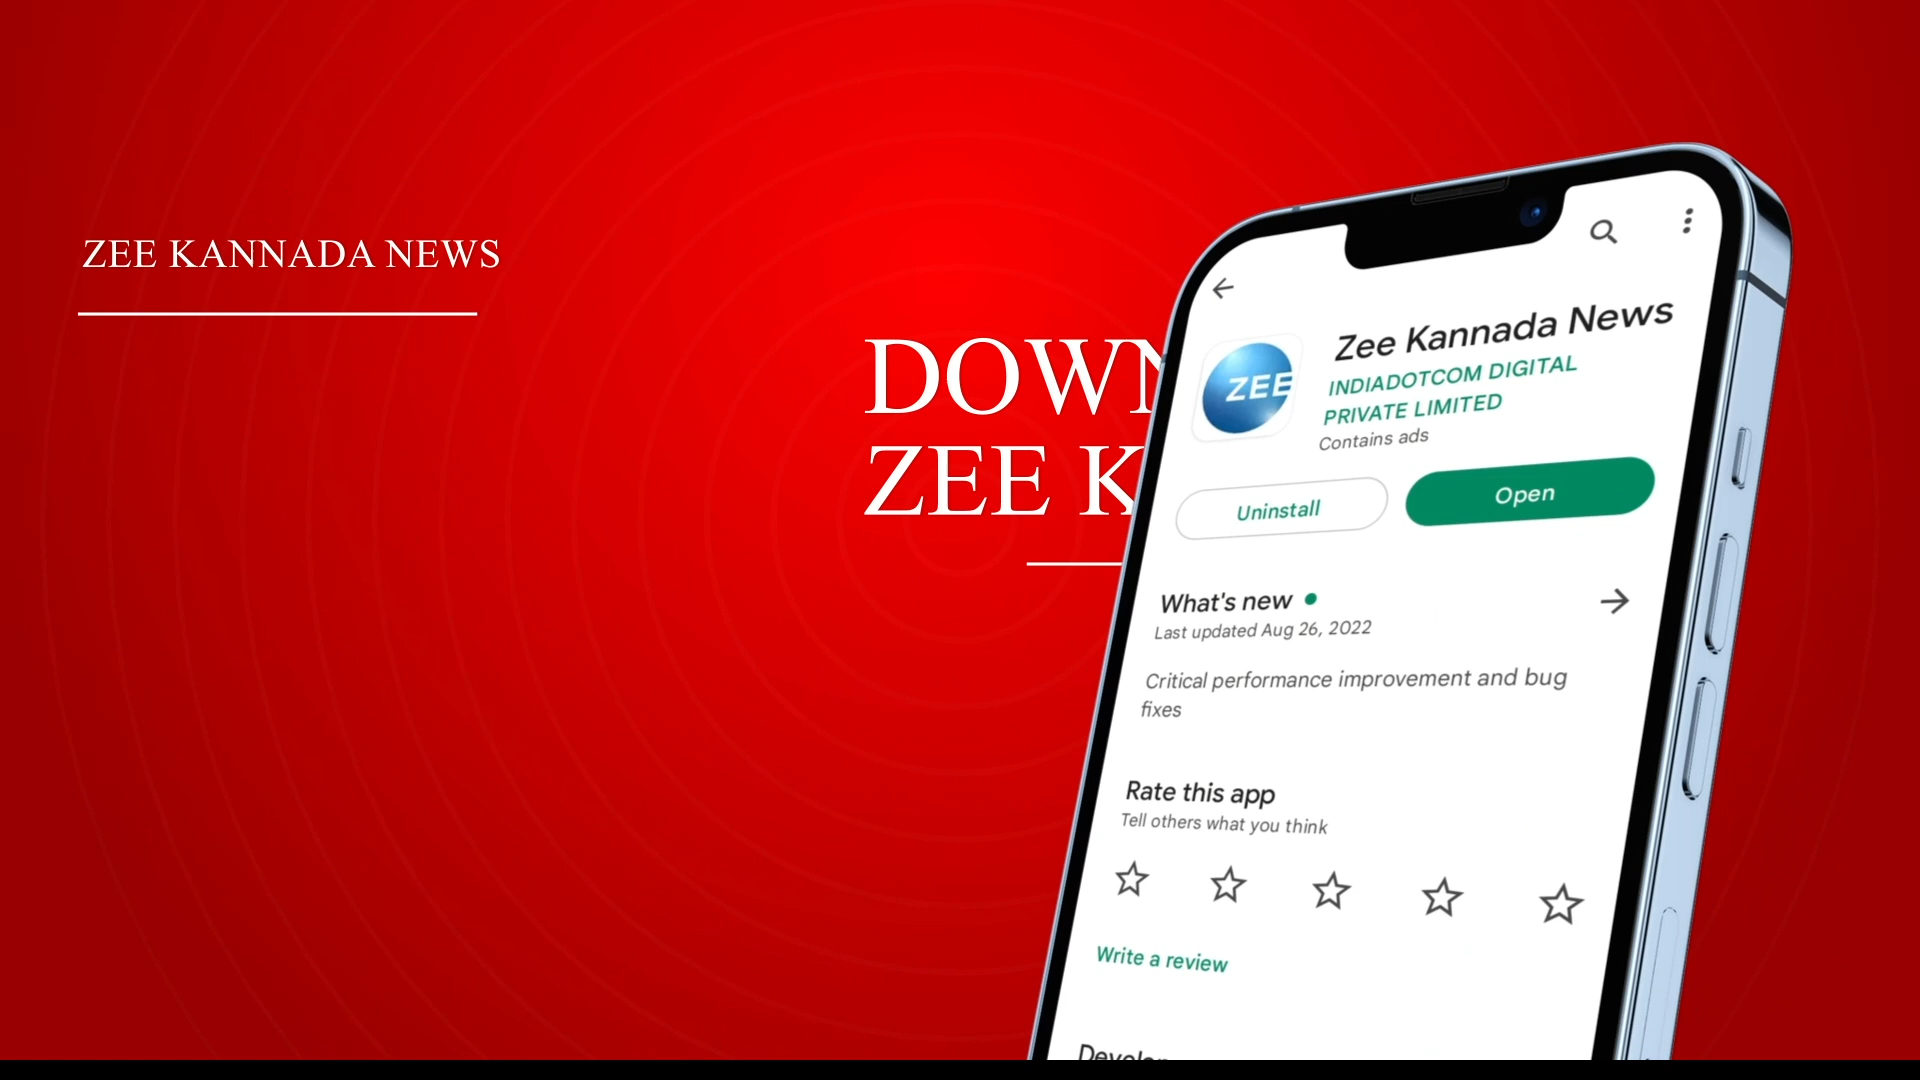 ZEE KANNADA NEWS
DOWN
ZEE K
Zee Kannada News
INDIADOTCOM DIGITAL
PRIVATE LIMITED
Contains ads
ZEE
Uninstall
Open
What's new
Last updated Aug 26, 2022
Critical performance improvement and bug
fixes
Rate this app
Tell others what you think
Write a review